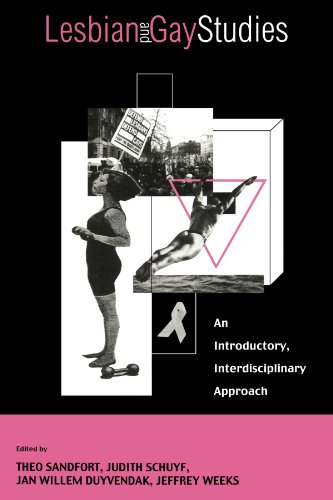 Lesbian and Gay Studies
An
Introductory,
Interdisciplinary
Approach
Edited by
THEO SANDFORT, JUDITH SCHUYF,
JAN WILLEM DUYVENDAK, JEFFREY WEEKS